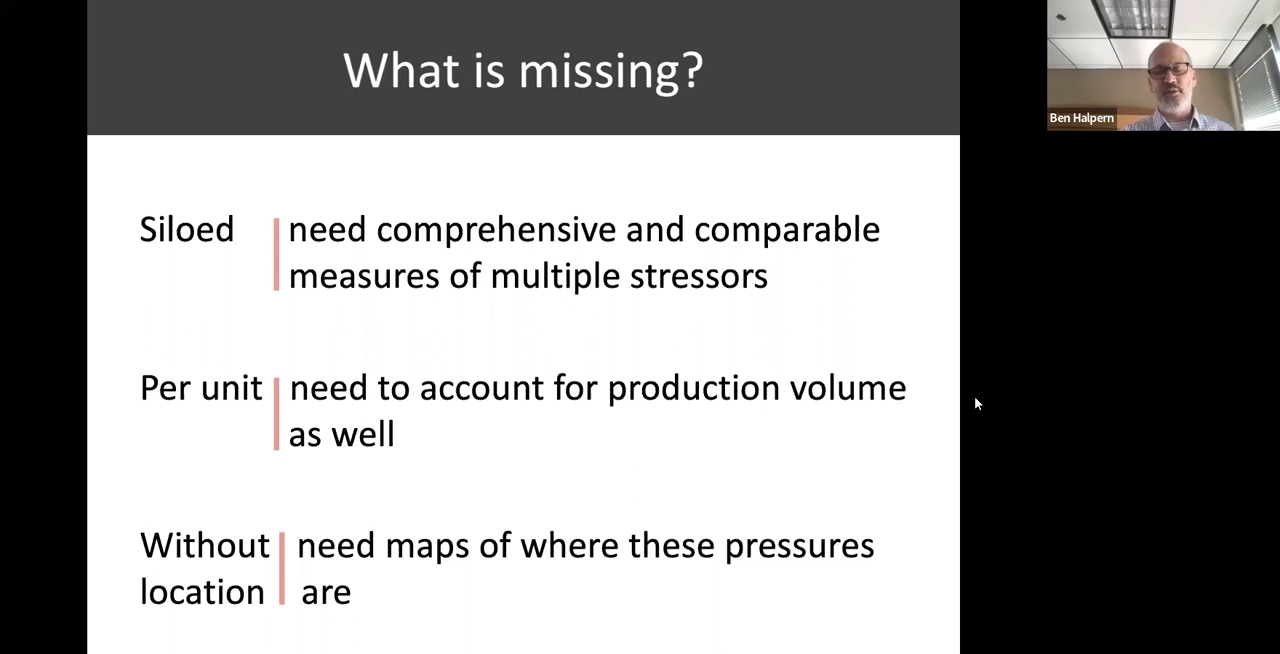 What is missing?
Ben Halpern
Siloed need comprehensive and comparable
measures of multiple stressors
Per unit need to account for production volume
as well
Without need maps of where these pressures
location are